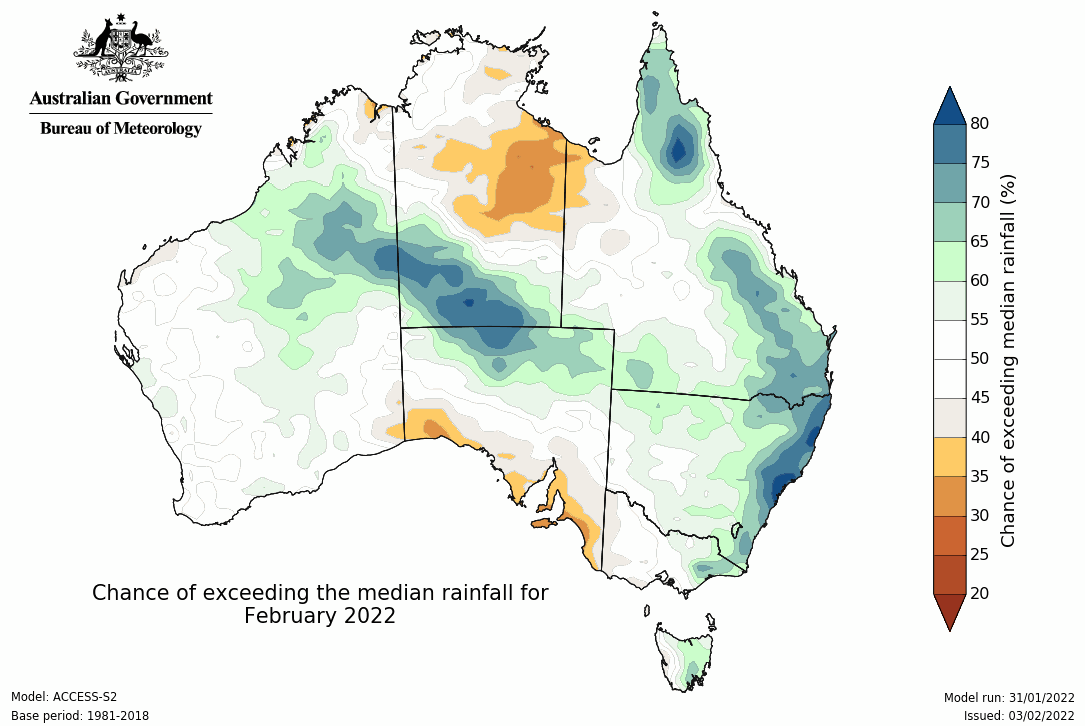 Australian Government
Bureau of Meteorology
80
75
70
65
60
55
50
45
40
35
30
25
20
Chance of exceeding median rainfall (%)
Chance of exceeding the median rainfall for
February 2022
Model: ACCESS-S2
Base period: 1981-2018
Model run: 31/01/2022
Issued: 03/02/2022